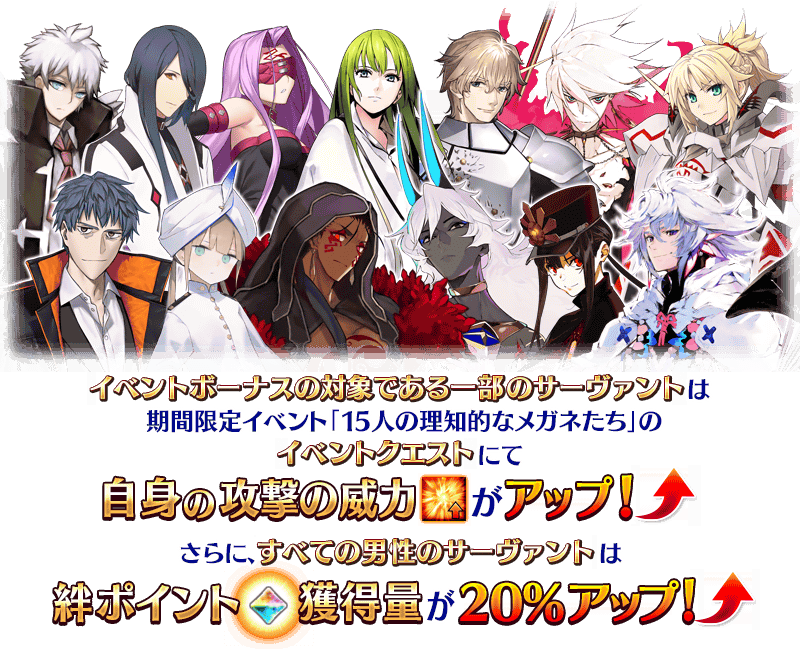 イベントボーナスの対象である一部のサーヴァントは
期間限定イベント「15人の理知的なメガネたち」の
イベントクエストにて
自身の攻撃の威力がアップ!
さらに、すべての男性のサーヴァントは
絆ポイント獲得量が20%アップ!